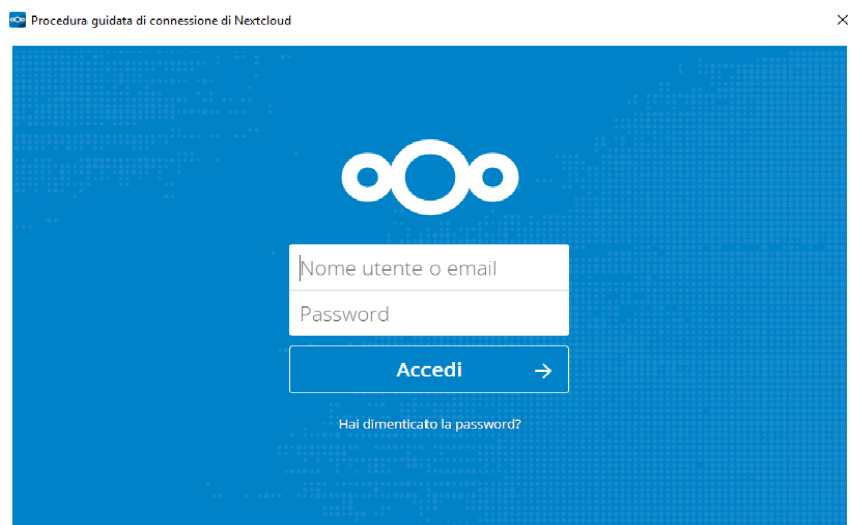 Procedura guidata di connessione di Nextcloud
Nome utente o email
Password
Accedi
Hai dimenticato la password?